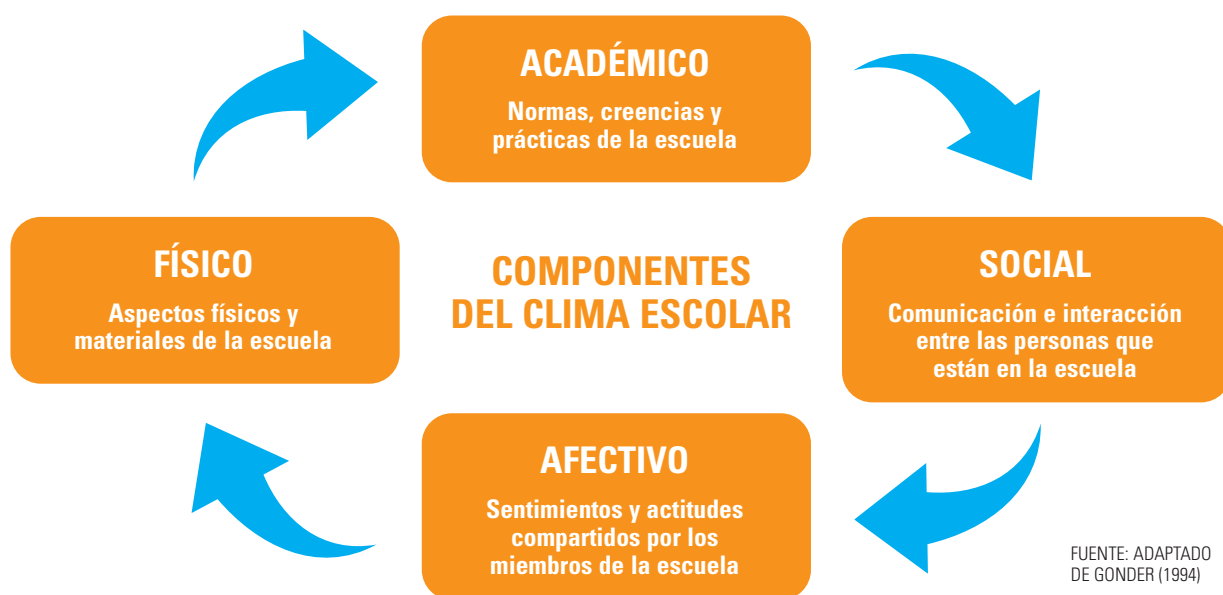 ACADÉMICO
Normas, creencias y
prácticas de la escuela
FÍSICO
Aspectos físicos y
materiales de la escuela
COMPONENTES
DEL CLIMA ESCOLAR
SOCIAL
Comunicación e interacción
entre las personas que
están en la escuela
AFECTIVO
Sentimientos y actitudes
compartidos por los
miembros de la escuela
FUENTE: ADAPTADO
DE GONDER (1994)